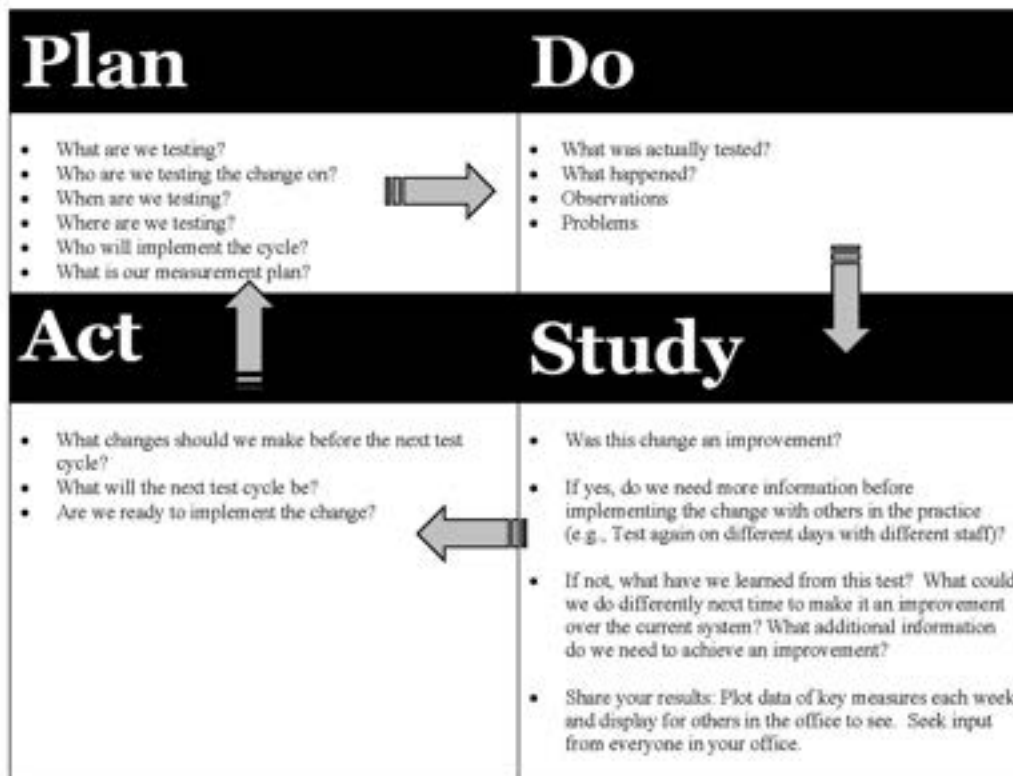 Plan
• What are we testing?
• Who are we testing the change on?
• When are we testing?
• Where are we testing?
• Who will implement the cycle?
• What is our measurement plan?
Do
• What was actually tested?
• What happened?
• Observations
• Problems
Study
• Was this change an improvement?
• If yes, do we need more information before
implementing the change with others in the practice
(e.g., Test again on different days with different staff)?
• If not, what have we learned from this test?  What could
we do differently next time to make it an improvement
over the current system? What additional information
do we need to achieve an improvement?
• Share your results: Plot data of key measures each week
and display for others in the office to see.  Seek input
from everyone in your office.
Act
• What changes should we make before the next test
cycle?
• What will the next test cycle be?
• Are we ready to implement the change?